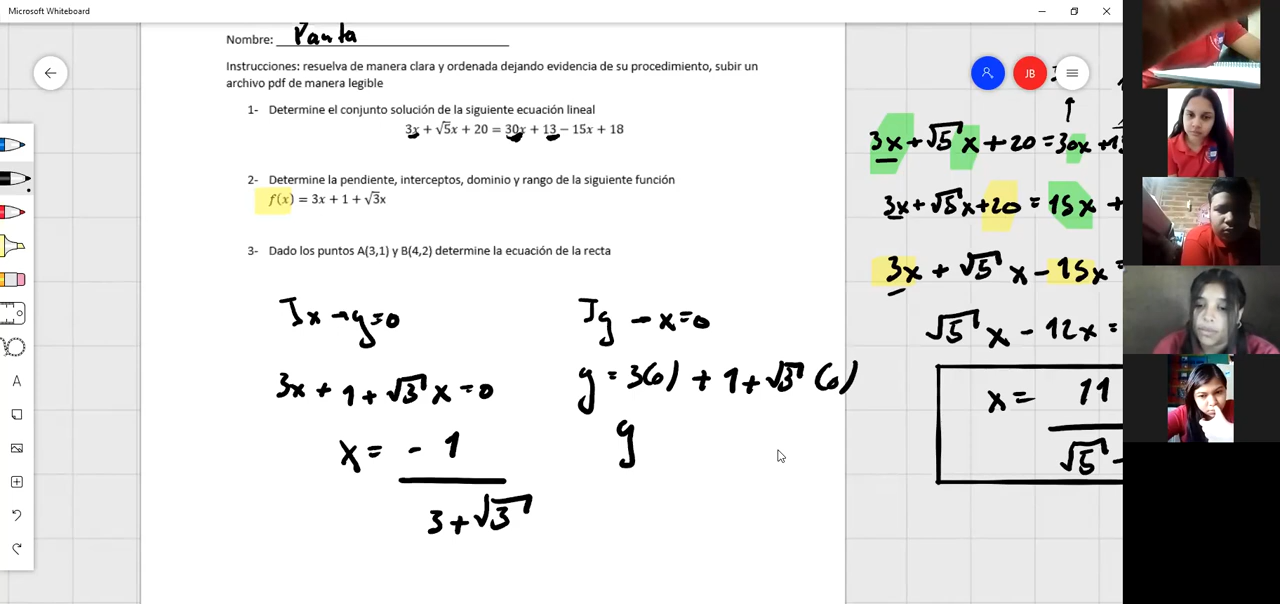 Microsoft Whiteboard
Nombre: Pauta
Instrucciones: resuelva de manera clara y ordenada dejando evidencia de su procedimiento, subir un
archivo pdf de manera legible
1- Determine el conjunto solución de la siguiente ecuación lineal
3x + √5x + 20 = 30x + 13 − 15x + 18
2- Determine la pendiente, interceptos, dominio y rango de la siguiente función
f(x) = 3x + 1 + √3x
3- Dado los puntos A(3,1) y B(4,2) determine la ecuación de la recta
Ix → y=0
3x + 1 + √3 x = 0
x = - 1
3 + √3
Iy → x=0
y = 3(0) + 1 + √3 (0)
y
JB
3x + √5 x + 20 = 30x + 13
3x + √5 x + 20 = 15x +
3x + √5 x - 15x =
√5 x - 12x =
x = 11
√5 -
A